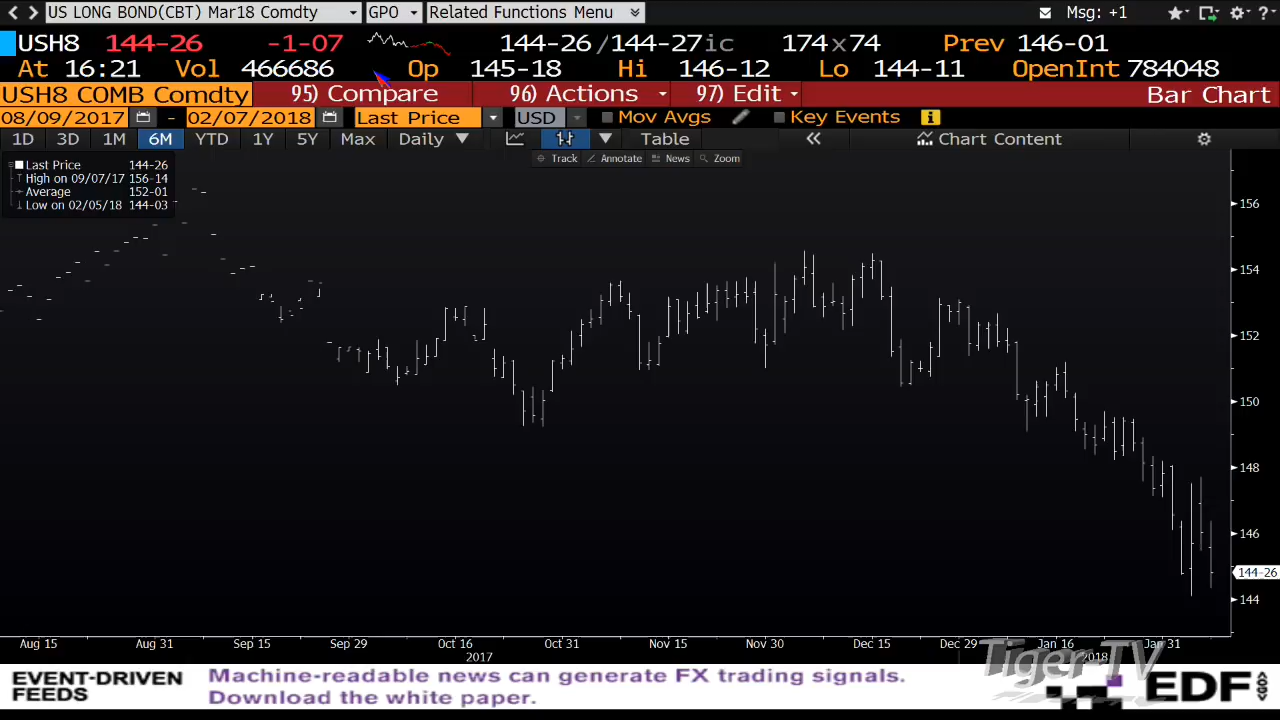 US LONG BOND(CBT) Mar18 Comdty GPO Related Functions Menu Msg: +1
USH8 144-26 -1-07 144-26/144-27ic 174x74 Prev 146-01
At 16:21 Vol 466686 Op 145-18 Hi 146-12 Lo 144-11 OpenInt 784048
USH8 COMB Comdty 95) Compare 96) Actions 97) Edit Bar Chart
08/09/2017 - 02/07/2018 Last Price USD Mov Avgs Key Events
1D 3D 1M 6M YTD 1Y 5Y Max Daily Table Chart Content
Track Annotate News Zoom
Last Price 144-26
High on 09/07/17 156-14
Average 152-01
Low on 02/05/18 144-03
156
154
152
150
148
146
144-26
144
Aug 15 Aug 31 Sep 15 Sep 29 Oct 16 Oct 31 Nov 15 Nov 30 Dec 15 Dec 29 Jan 16 Jan 31
2017 2018
Tiger-TV
EVENT-DRIVEN
FEEDS
Machine-readable news can generate FX trading signals.
Download the white paper.
EDF